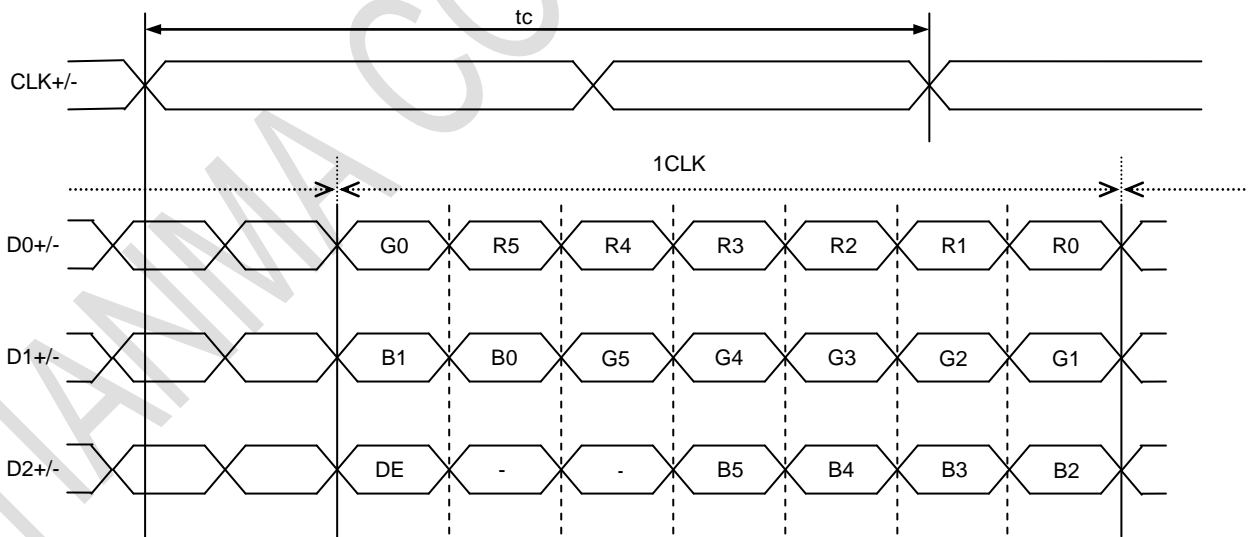 tc
CLK+/-
1CLK
D0+/- G0 R5 R4 R3 R2 R1 R0
D1+/- B1 B0 G5 G4 G3 G2 G1
D2+/- DE - - B5 B4 B3 B2
TIANMA